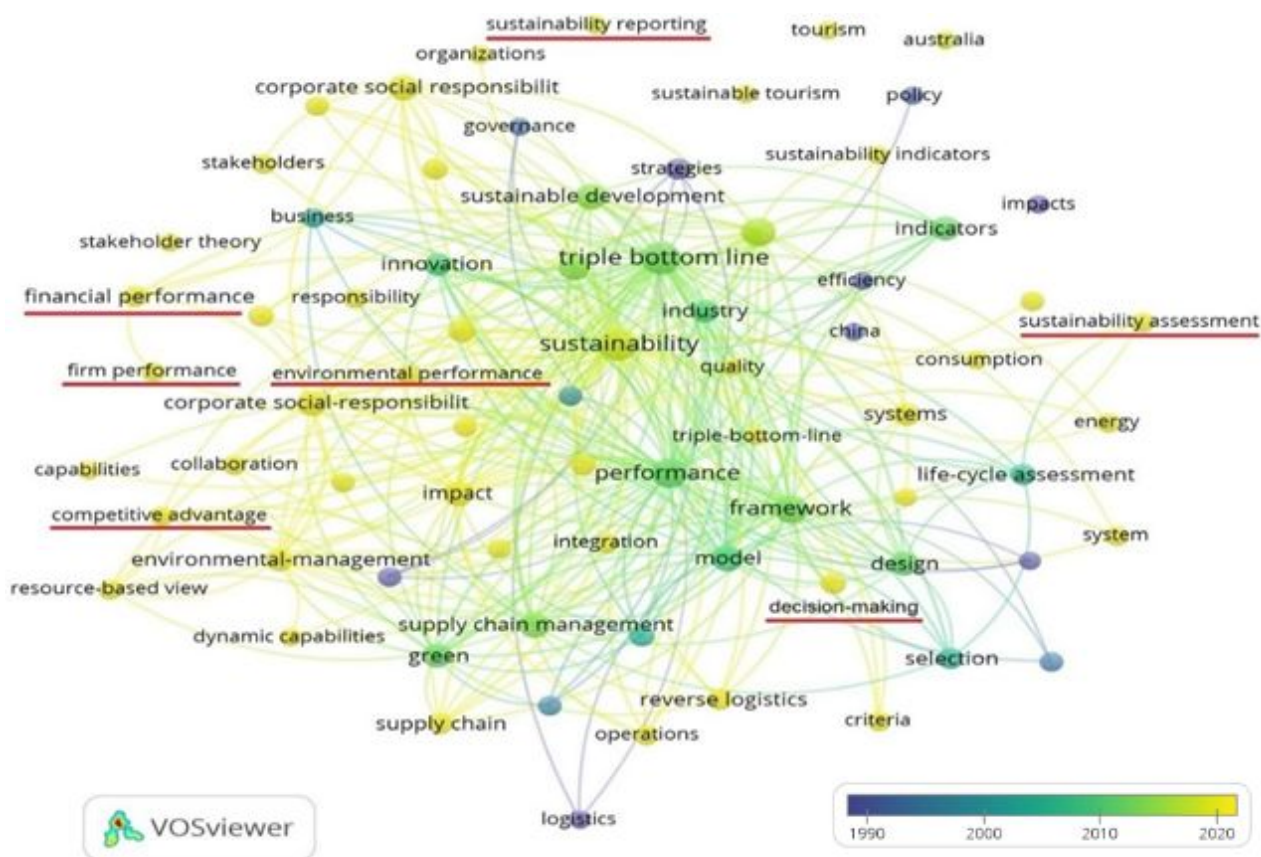 sustainability reporting
tourism
australia
organizations
corporate social responsibilit
sustainable tourism
policy
governance
stakeholders
strategies
sustainability indicators
sustainable development
business
impacts
indicators
stakeholder theory
innovation
triple bottom line
efficiency
financial performance
responsibility
industry
china
sustainability assessment
sustainability
quality
consumption
firm performance
environmental performance
corporate social-responsibilit
systems
energy
triple-bottom-line
capabilities
collaboration
performance
life-cycle assessment
impact
framework
competitive advantage
integration
system
environmental-management
model
design
resource-based view
decision-making
dynamic capabilities
supply chain management
green
selection
reverse logistics
supply chain
operations
criteria
logistics
VOSviewer
1990 2000 2010 2020